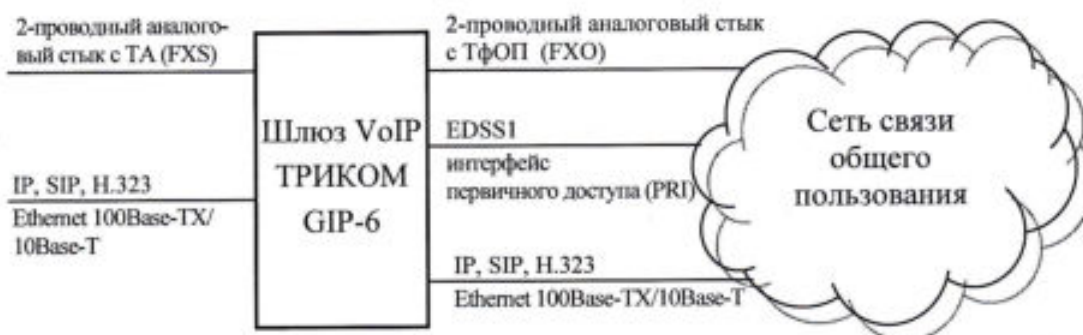 2-проводный аналого-
вый стык с ТА (FXS)
IP, SIP, H.323
Ethernet 100Base-TX/
10Base-T
Шлюз VoIP
ТРИКОМ
GIP-6
2-проводный аналоговый стык
с ТфОП (FXO)
EDSS1
интерфейс
первичного доступа (PRI)
IP, SIP, H.323
Ethernet 100Base-TX/10Base-T
Сеть связи
общего
пользования